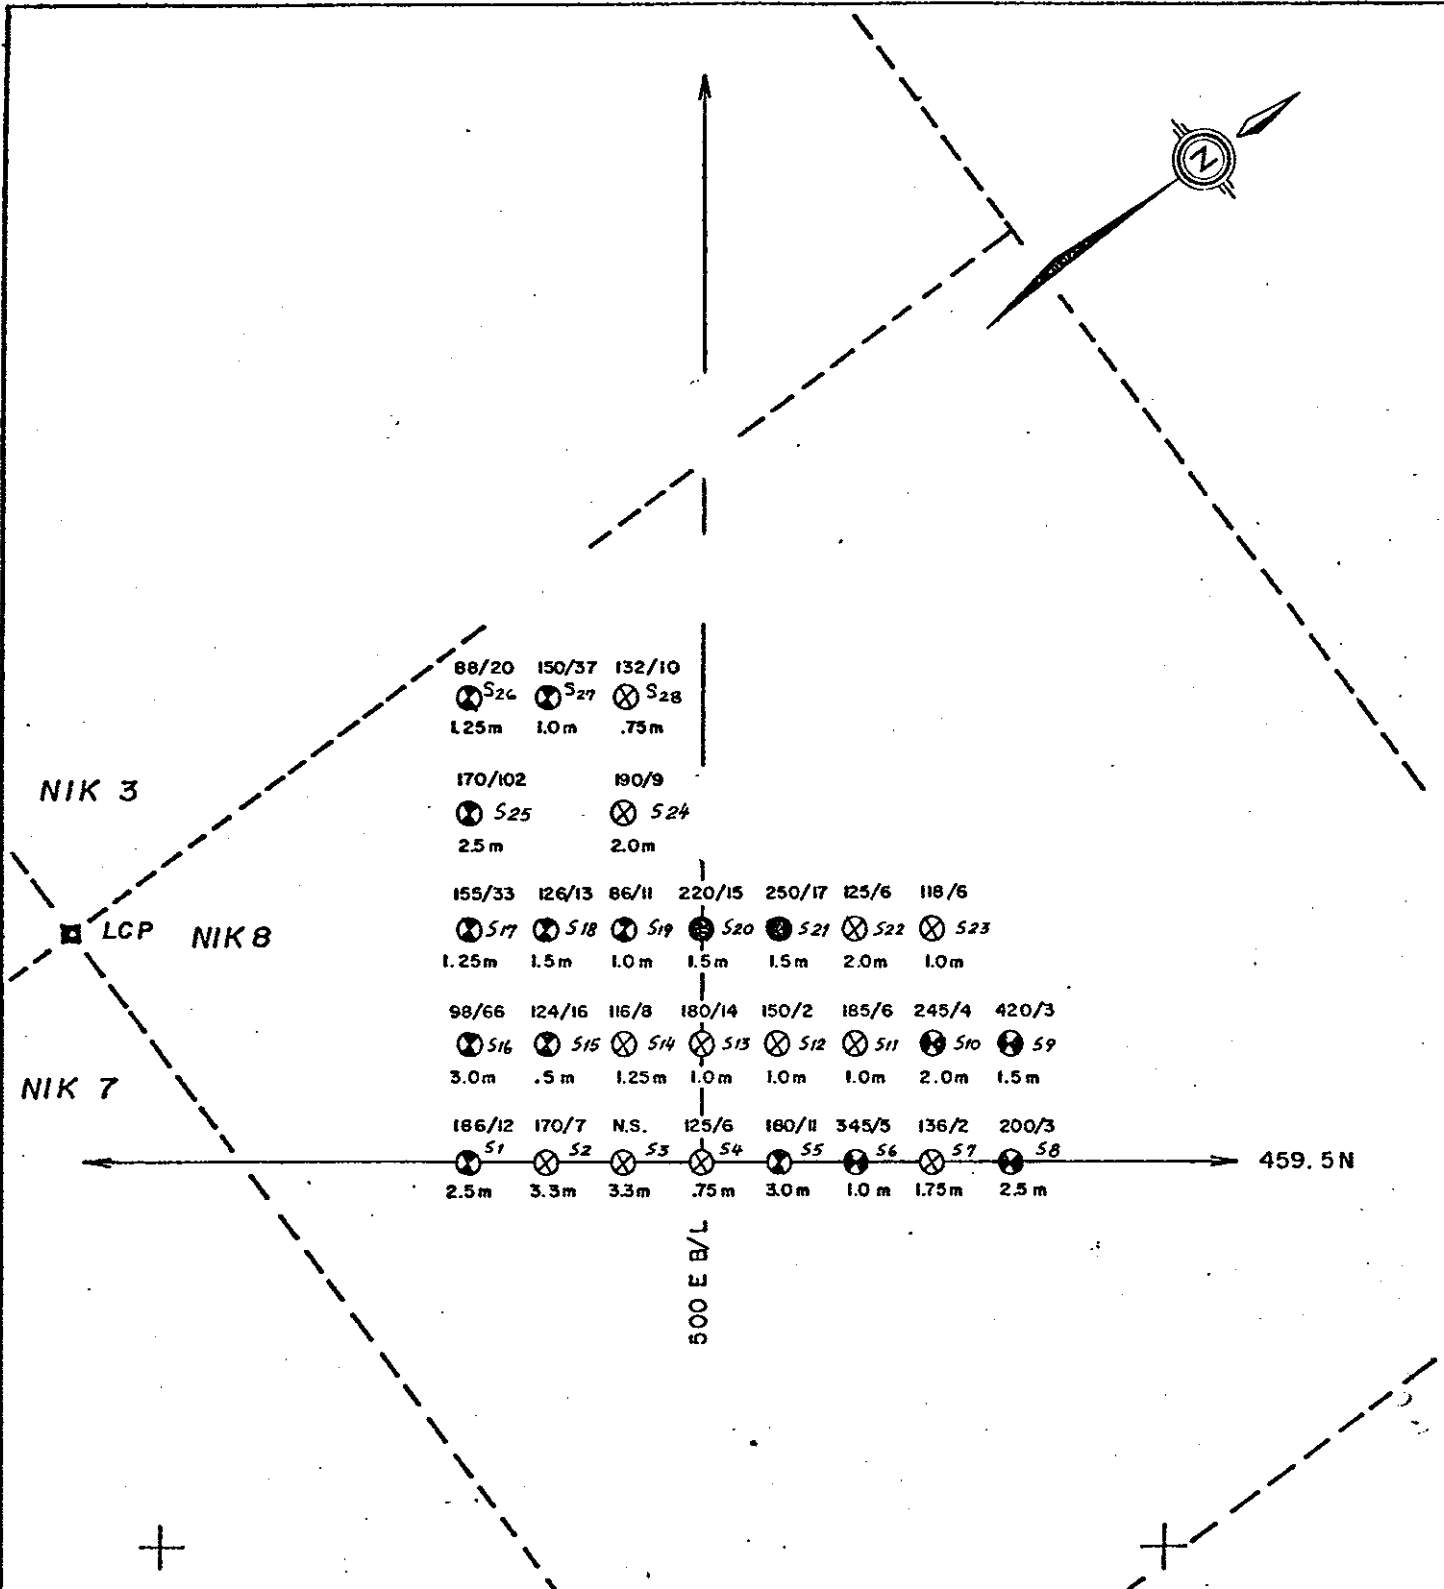 N
88/20 150/37 132/10
S26 S27 S28
1.25m 1.0m .75m
NIK 3
170/102 190/9
S25 S24
2.5m 2.0m
155/33 126/13 86/11 220/15 250/17 125/6 118/6
LCP NIK 8 S17 S18 S19 S20 S21 S22 S23
1.25m 1.5m 1.0m 1.5m 1.5m 2.0m 1.0m
98/66 124/16 116/8 180/14 150/2 185/6 245/4 420/3
S16 S15 S14 S13 S12 S11 S10 S9
3.0m .5m 1.25m 1.0m 1.0m 1.0m 2.0m 1.5m
NIK 7
186/12 170/7 N.S. 125/6 180/11 345/5 136/2 200/3
S1 S2 S3 S4 S5 S6 S7 S8
459.5N
2.5m 3.3m 3.3m .75m 3.0m 1.0m 1.75m 2.5m
500 E B/L